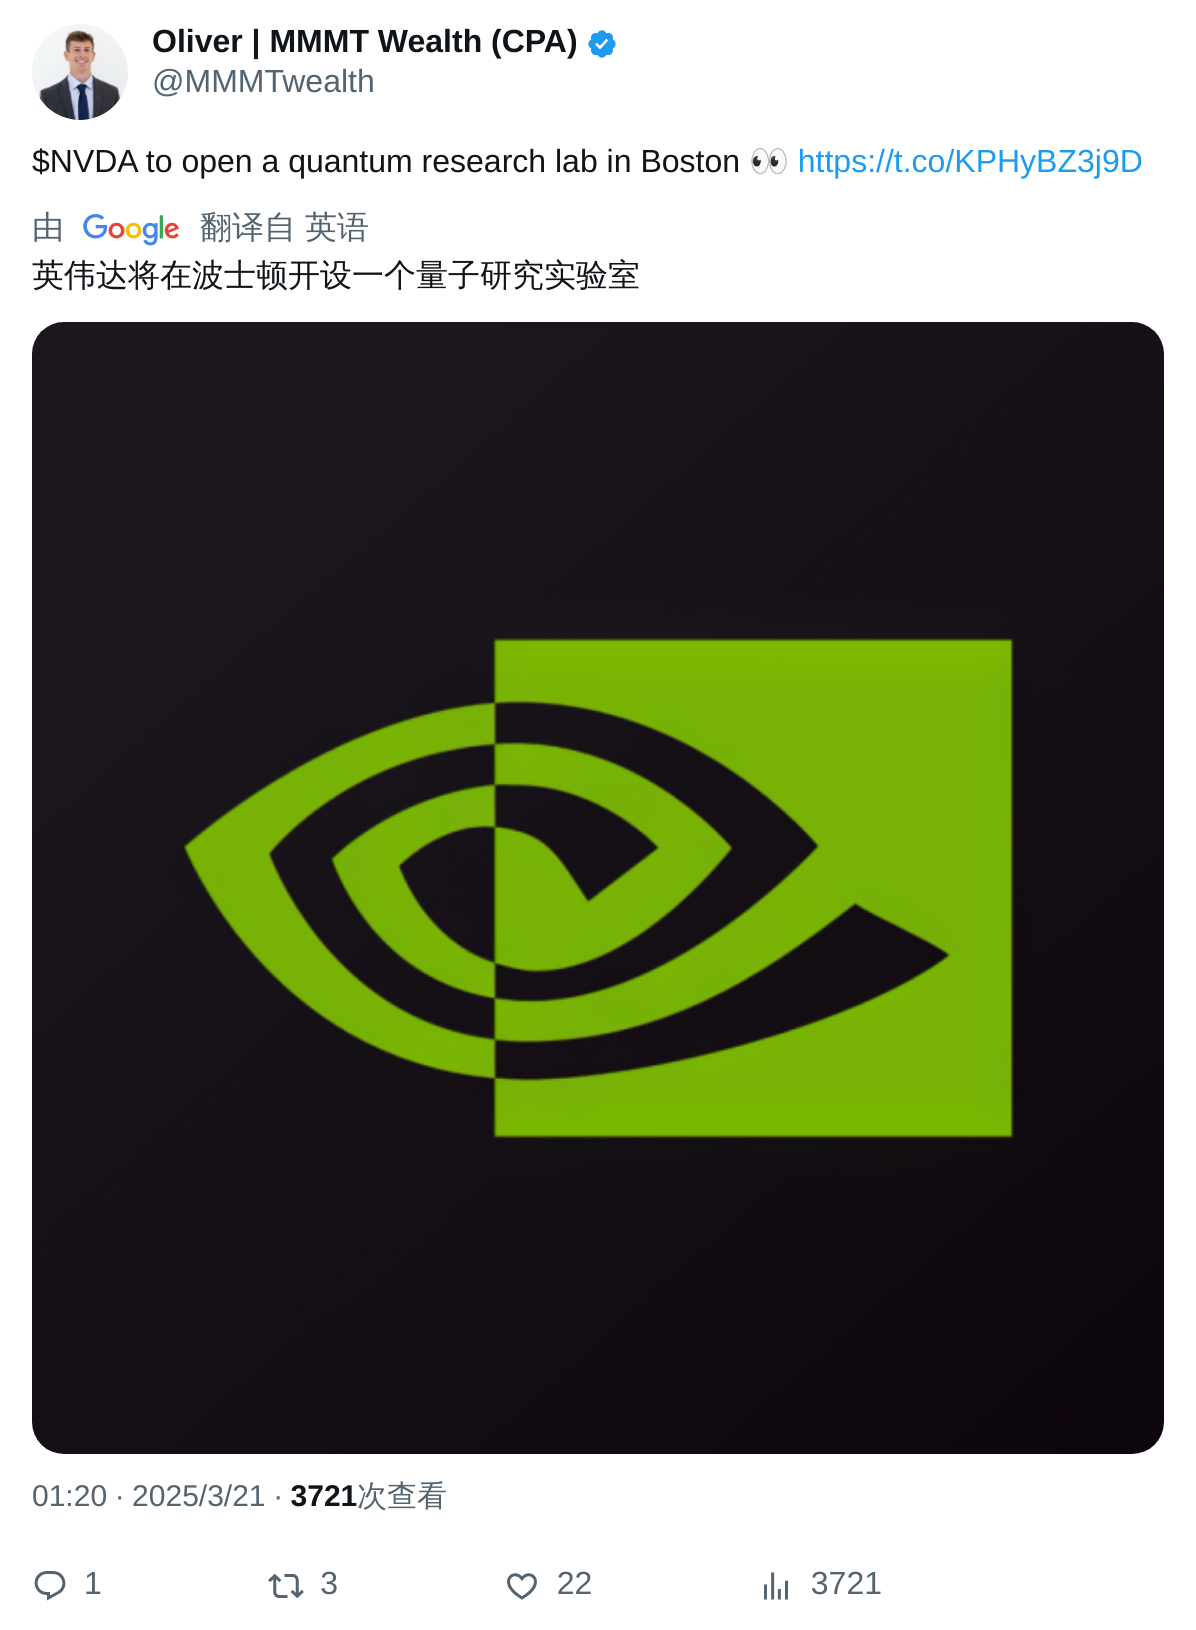 Oliver | MMMT Wealth (CPA)
@MMMTwealth
$NVDA to open a quantum research lab in Boston 👀 https://t.co/KPHyBZ3j9D
由 Google 翻译自 英语
英伟达将在波士顿开设一个量子研究实验室
01:20 · 2025/3/21 · 3721次查看
1 3 22 3721